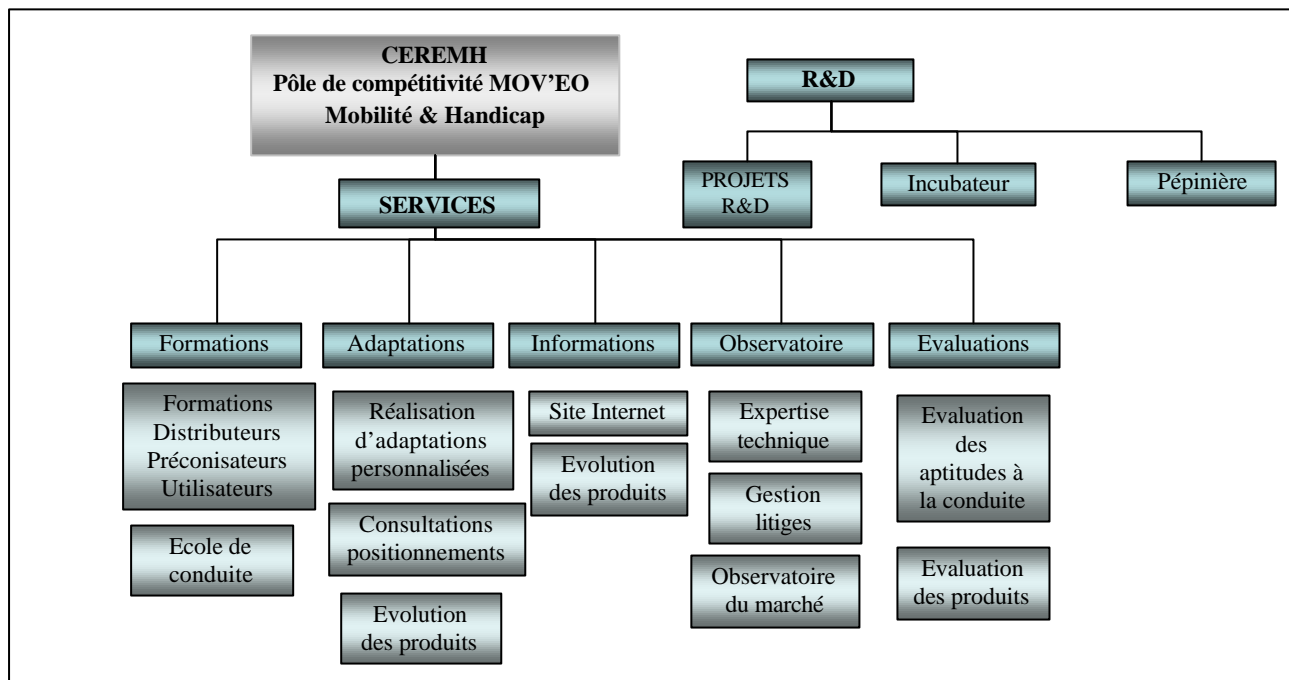 CEREMH
Pôle de compétitivité MOV'EO
Mobilité & Handicap
R&D
PROJETS
R&D
Incubateur
Pépinière
SERVICES
Formations
Adaptations
Informations
Observatoire
Evaluations
Formations
Distributeurs
Préconisateurs
Utilisateurs
Ecole de
conduite
Réalisation
d'adaptations
personnalisées
Consultations
positionnements
Evolution
des produits
Site Internet
Evolution
des produits
Expertise
technique
Gestion
litiges
Observatoire
du marché
Evaluation
des
aptitudes à
la conduite
Evaluation
des produits